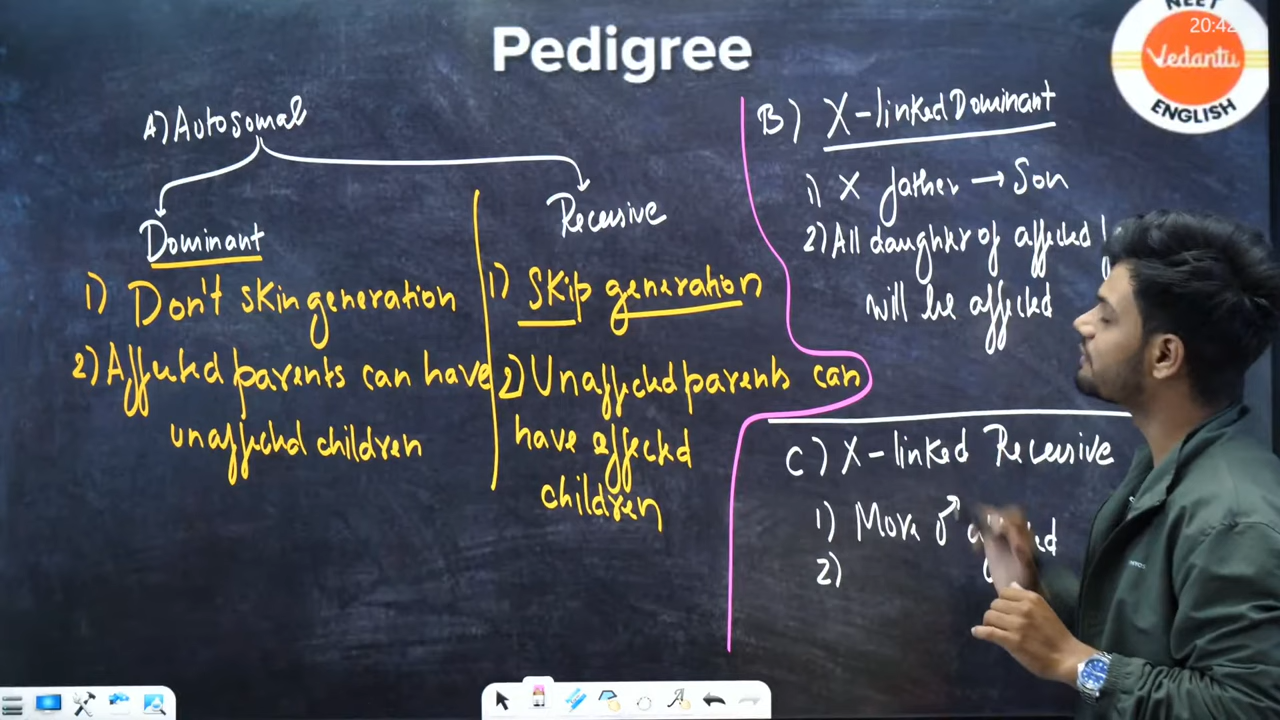 Pedigree
NEET
20:42
Vedantu
ENGLISH
A) Autosomal
Dominant
1) Don't skin generation
2) Affected parents can have
unaffected children
Recessive
1) Skip generation
2) Unaffected parents can
have affected
children
B) X-linked Dominant
1) X father → Son
2) All daughter of affected
will be affected
C) X-linked Recessive
1) More ♂
2)